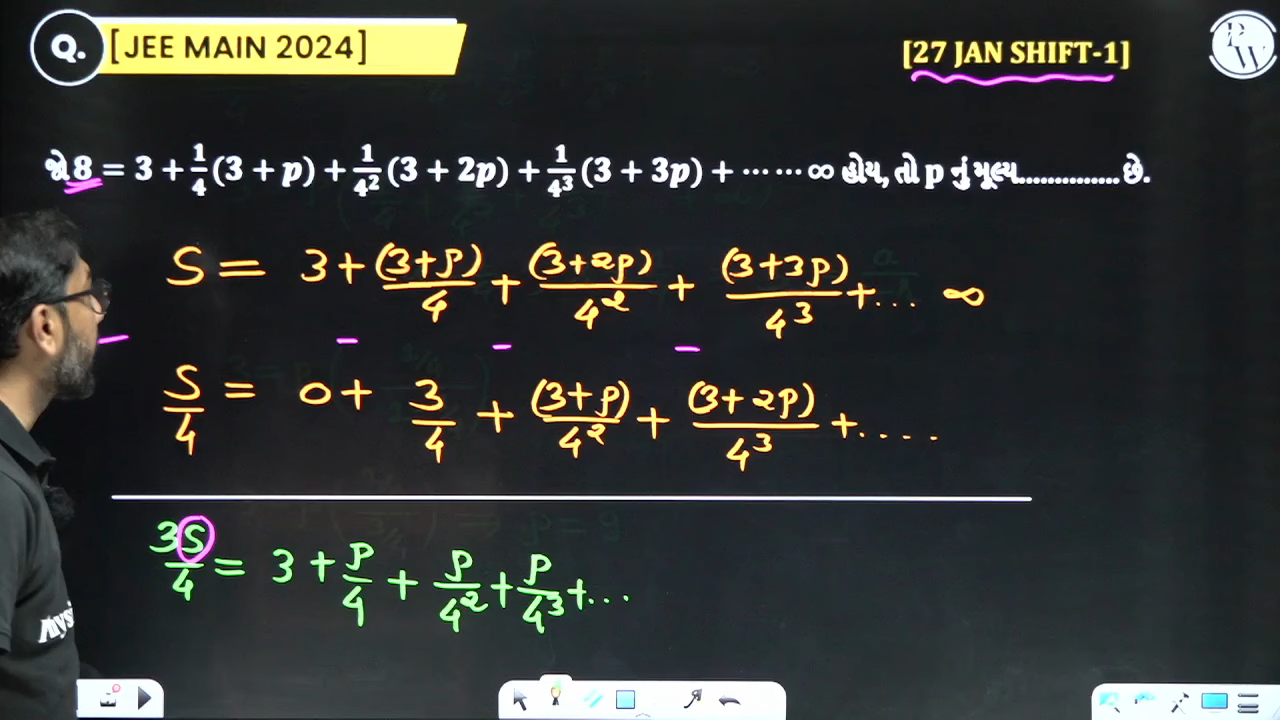 Q. [JEE MAIN 2024]
[27 JAN SHIFT-1]
PW
જો 8 = 3 + 1/4 (3 + p) + 1/4² (3 + 2p) + 1/4³ (3 + 3p) + ⋯⋯ ∞ હોય, તો p નું મૂલ્ય............... છે.
S = 3 + (3+p)/4 + (3+2p)/4² + (3+3p)/4³ + ... ∞
S/4 = 0 + 3/4 + (3+p)/4² + (3+2p)/4³ + ....
3S/4 = 3 + p/4 + p/4² + p/4³ + ...